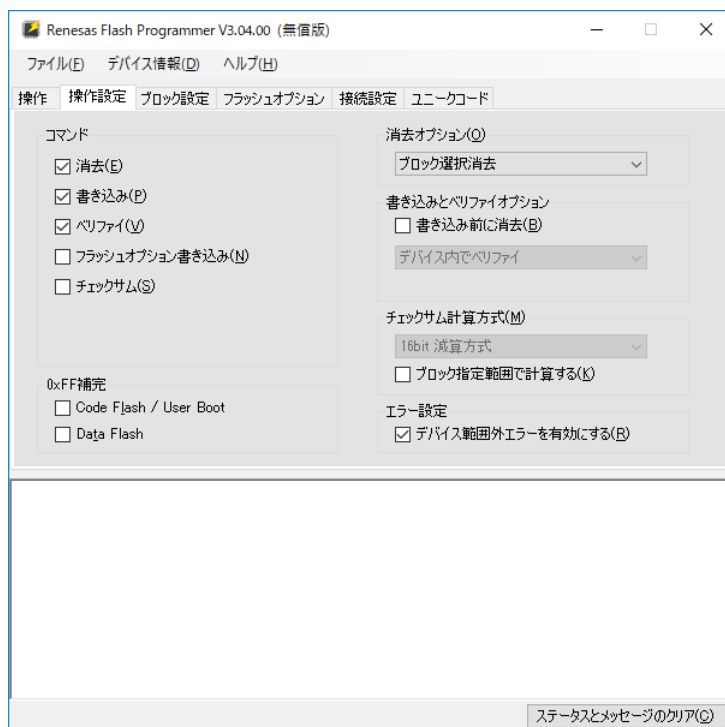 Renesas Flash Programmer V3.04.00 (無償版)
ファイル(F) デバイス情報(D) ヘルプ(H)
操作 操作設定 ブロック設定 フラッシュオプション 接続設定 ユニークコード
コマンド
消去(E)
書き込み(P)
ベリファイ(V)
フラッシュオプション書き込み(N)
チェックサム(S)
0xFF補完
Code Flash / User Boot
Data Flash
消去オプション(O)
ブロック選択消去
書き込みとベリファイオプション
書き込み前に消去(B)
デバイス内でベリファイ
チェックサム計算方式(M)
16bit 減算方式
ブロック指定範囲で計算する(K)
エラー設定
デバイス範囲外エラーを有効にする(R)
ステータスとメッセージのクリア(C)